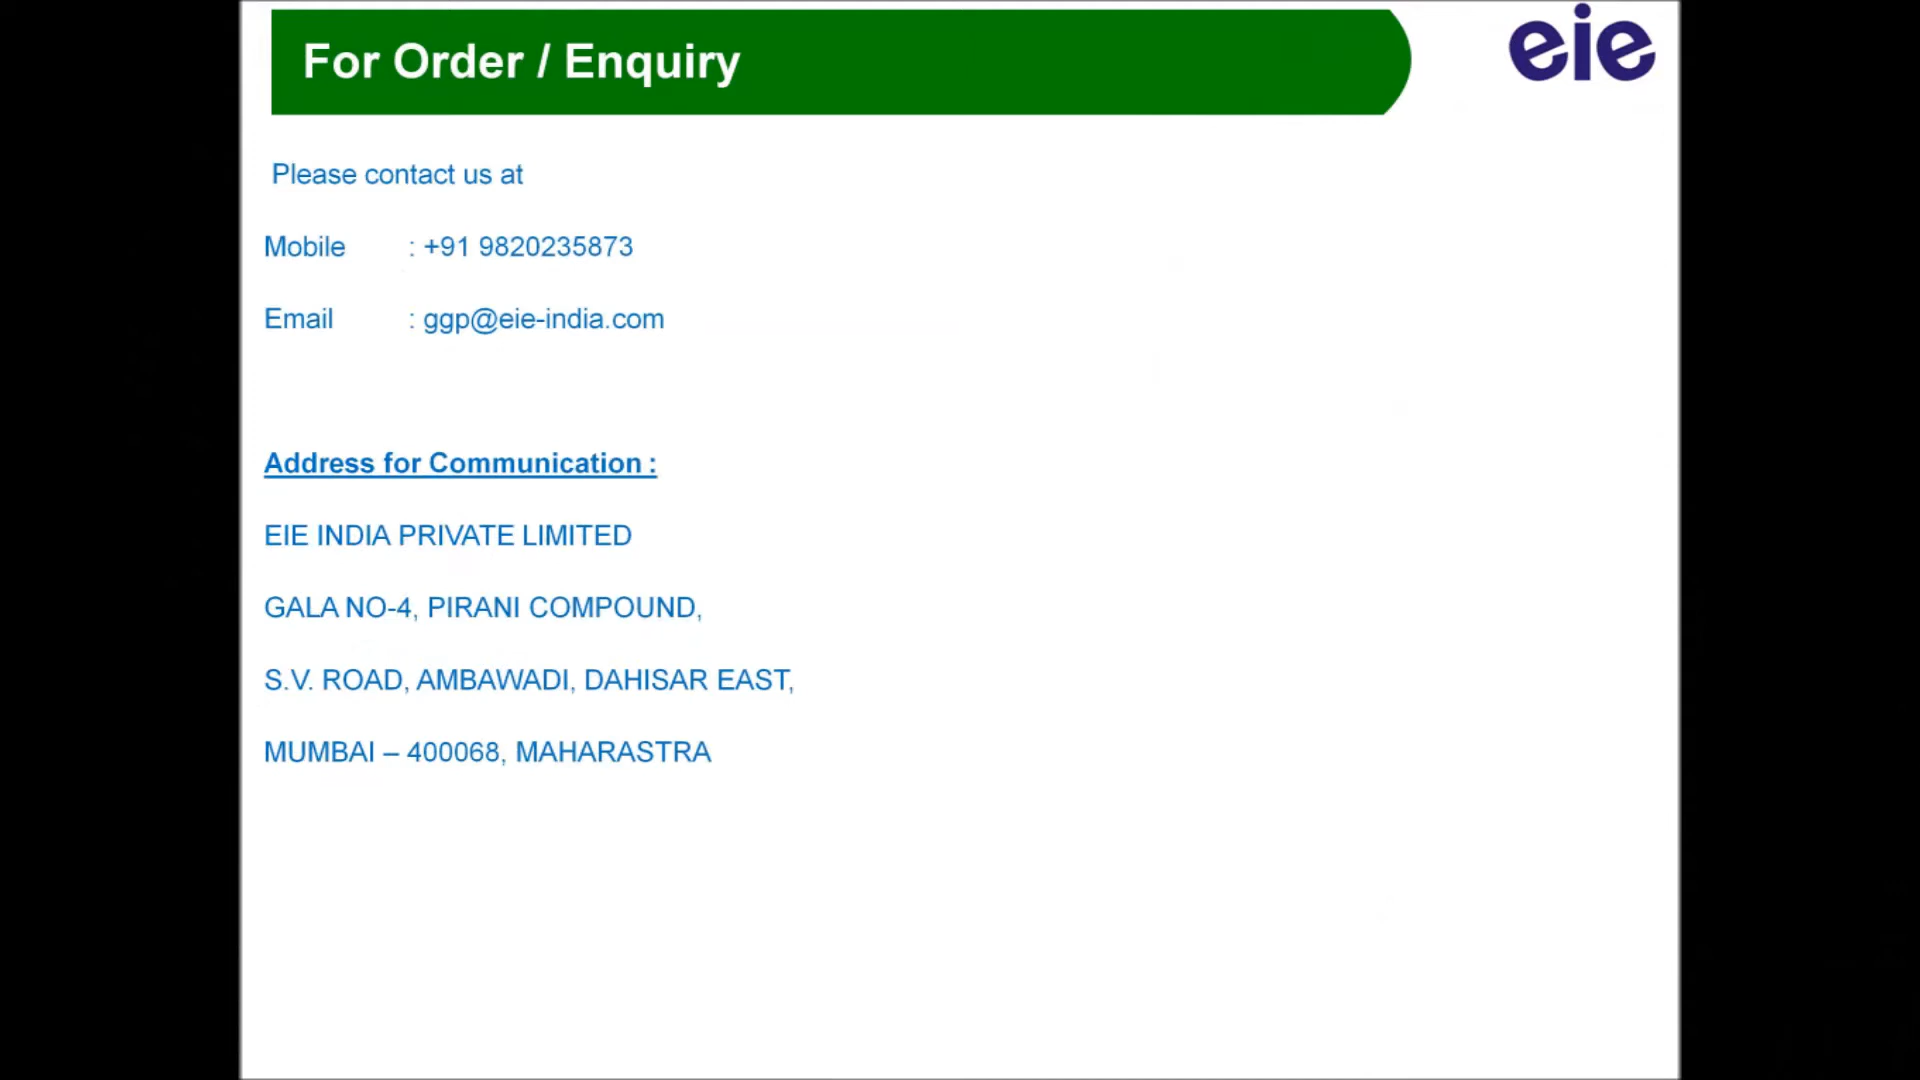 For Order / Enquiry
eie
Please contact us at
Mobile : +91 9820235873
Email : ggp@eie-india.com
Address for Communication :
EIE INDIA PRIVATE LIMITED
GALA NO-4, PIRANI COMPOUND,
S.V. ROAD, AMBAWADI, DAHISAR EAST,
MUMBAI – 400068, MAHARASTRA